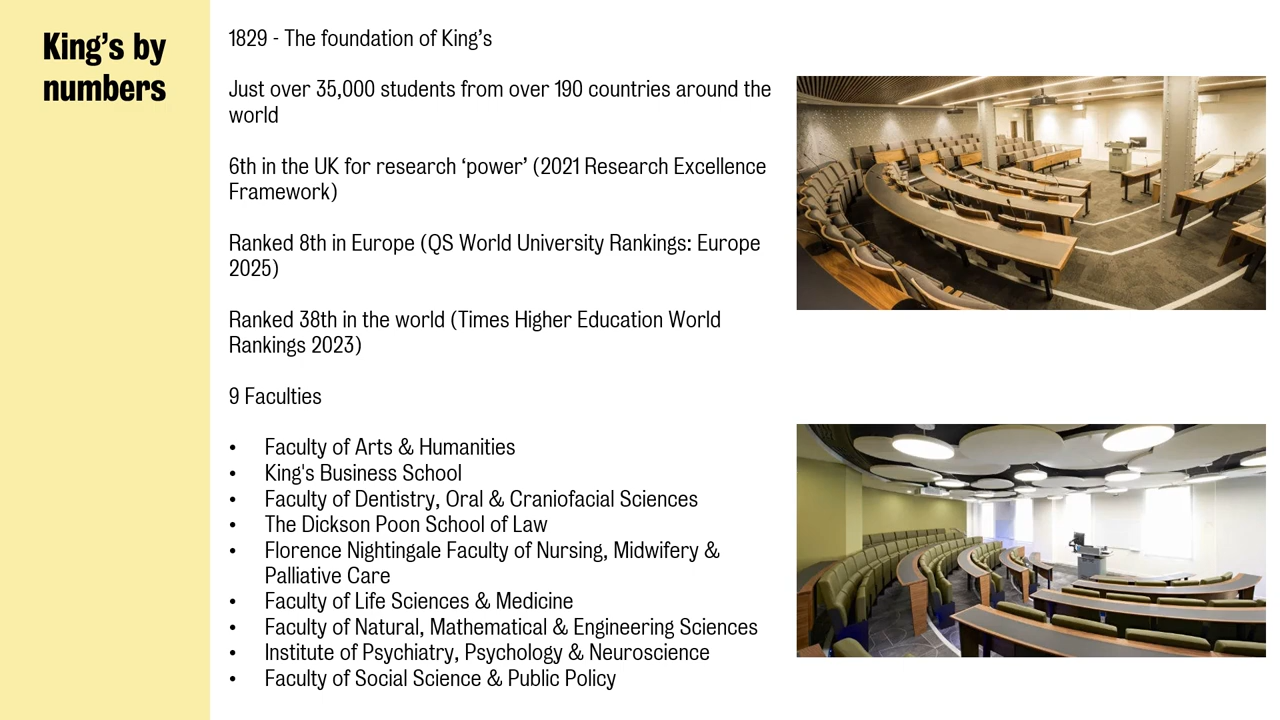 King’s by
numbers
1829 - The foundation of King’s
Just over 35,000 students from over 190 countries around the
world
6th in the UK for research ‘power’ (2021 Research Excellence
Framework)
Ranked 8th in Europe (QS World University Rankings: Europe
2025)
Ranked 38th in the world (Times Higher Education World
Rankings 2023)
9 Faculties
• Faculty of Arts & Humanities
• King's Business School
• Faculty of Dentistry, Oral & Craniofacial Sciences
• The Dickson Poon School of Law
• Florence Nightingale Faculty of Nursing, Midwifery &
Palliative Care
• Faculty of Life Sciences & Medicine
• Faculty of Natural, Mathematical & Engineering Sciences
• Institute of Psychiatry, Psychology & Neuroscience
• Faculty of Social Science & Public Policy